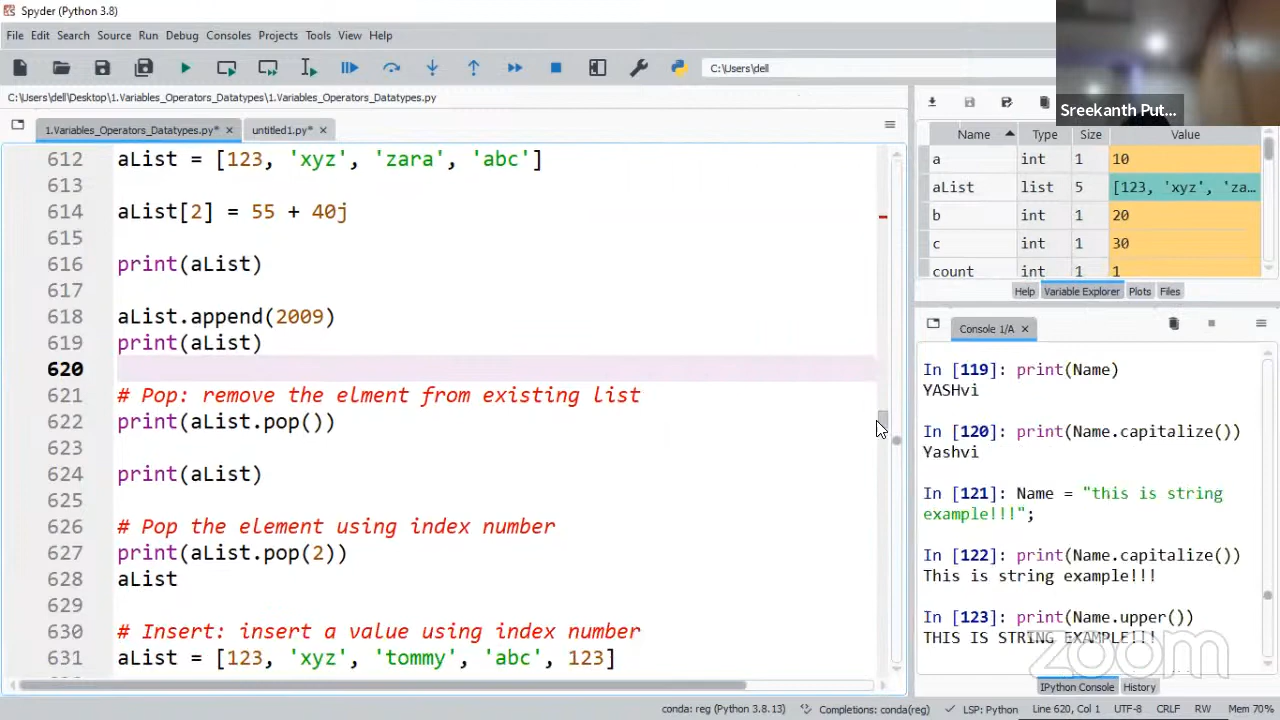 Spyder (Python 3.8)
File Edit Search Source Run Debug Consoles Projects Tools View Help
C:\Users\dell
C:\Users\dell\Desktop\1.Variables_Operators_Datatypes\1.Variables_Operators_Datatypes.py
1.Variables_Operators_Datatypes.py* untitled1.py*
612 aList = [123, 'xyz', 'zara', 'abc']
613
614 aList[2] = 55 + 40j
615
616 print(aList)
617
618 aList.append(2009)
619 print(aList)
620
621 # Pop: remove the elment from existing list
622 print(aList.pop())
623
624 print(aList)
625
626 # Pop the element using index number
627 print(aList.pop(2))
628 aList
629
630 # Insert: insert a value using index number
631 aList = [123, 'xyz', 'tommy', 'abc', 123]
Sreekanth Put...
Name Type Size Value
a int 1 10
aList list 5 [123, 'xyz', 'za...
b int 1 20
c int 1 30
count int 1 1
Help Variable Explorer Plots Files
Console 1/A
In [119]: print(Name)
YASHvi
In [120]: print(Name.capitalize())
Yashvi
In [121]: Name = "this is string
example!!!";
In [122]: print(Name.capitalize())
This is string example!!!
In [123]: print(Name.upper())
THIS IS STRING EXAMPLE!!!
zoom
IPython Console History
conda: reg (Python 3.8.13) Completions: conda(reg) LSP: Python Line 620, Col 1 UTF-8 CRLF RW Mem 70%